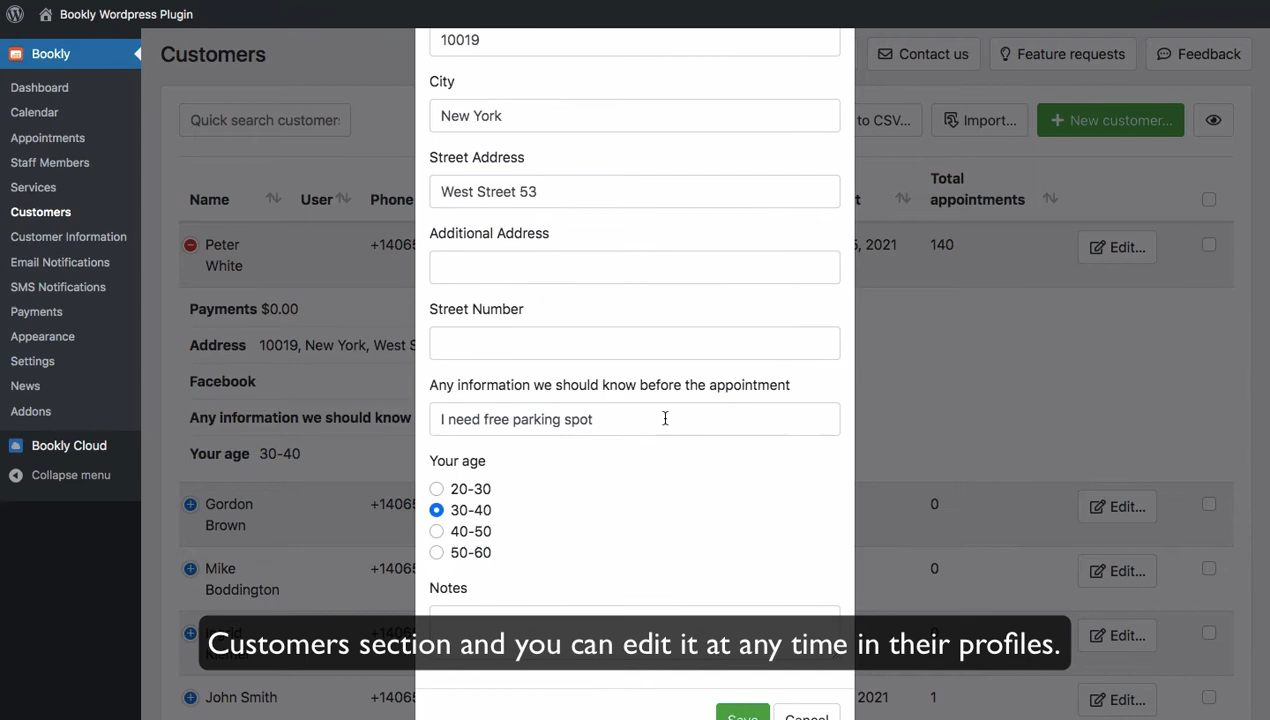 Bookly Wordpress Plugin
Bookly
Dashboard
Calendar
Appointments
Staff Members
Services
Customers
Customer Information
Email Notifications
SMS Notifications
Payments
Appearance
Settings
News
Addons
Bookly Cloud
Collapse menu
Customers
Contact us
Feature requests
Feedback
Quick search customer
to CSV...
Import...
+ New customer...
Name
User
Phone
Total
appointments
Peter
White
+14065
2021
140
Edit...
Payments $0.00
Address 10019, New York, West S
Facebook
Any information we should know
Your age 30-40
Gordon
Brown
+14065
0
Edit...
Mike
Boddington
+14065
0
Edit...
Edit...
John Smith
+14065
2021
1
Edit...
10019
City
New York
Street Address
West Street 53
Additional Address
Street Number
Any information we should know before the appointment
I need free parking spot
Your age
20-30
30-40
40-50
50-60
Notes
Save
Cancel
Customers section and you can edit it at any time in their profiles.